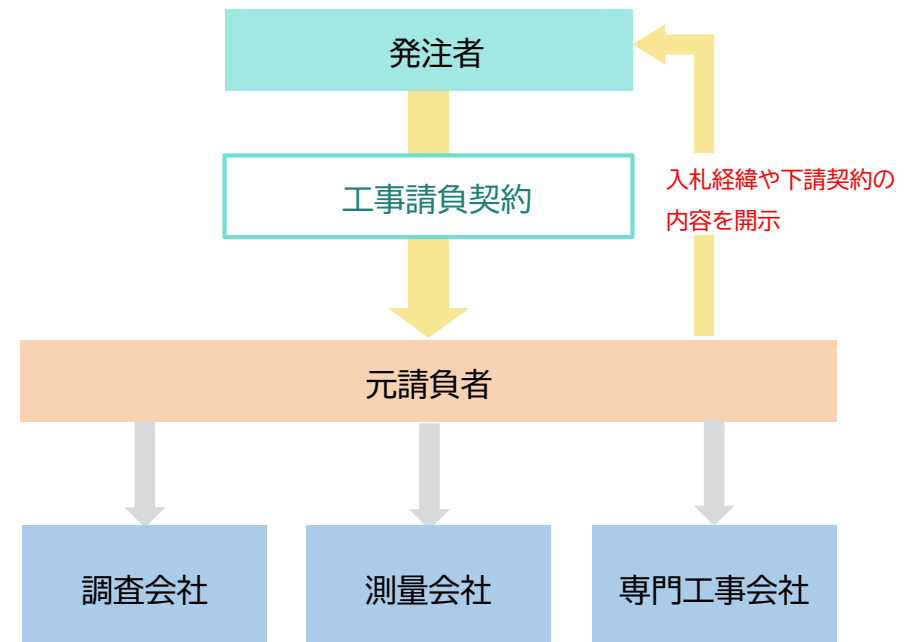 発注者
工事請負契約
入札経緯や下請契約の
内容を開示
元請負者
調査会社
測量会社
専門工事会社